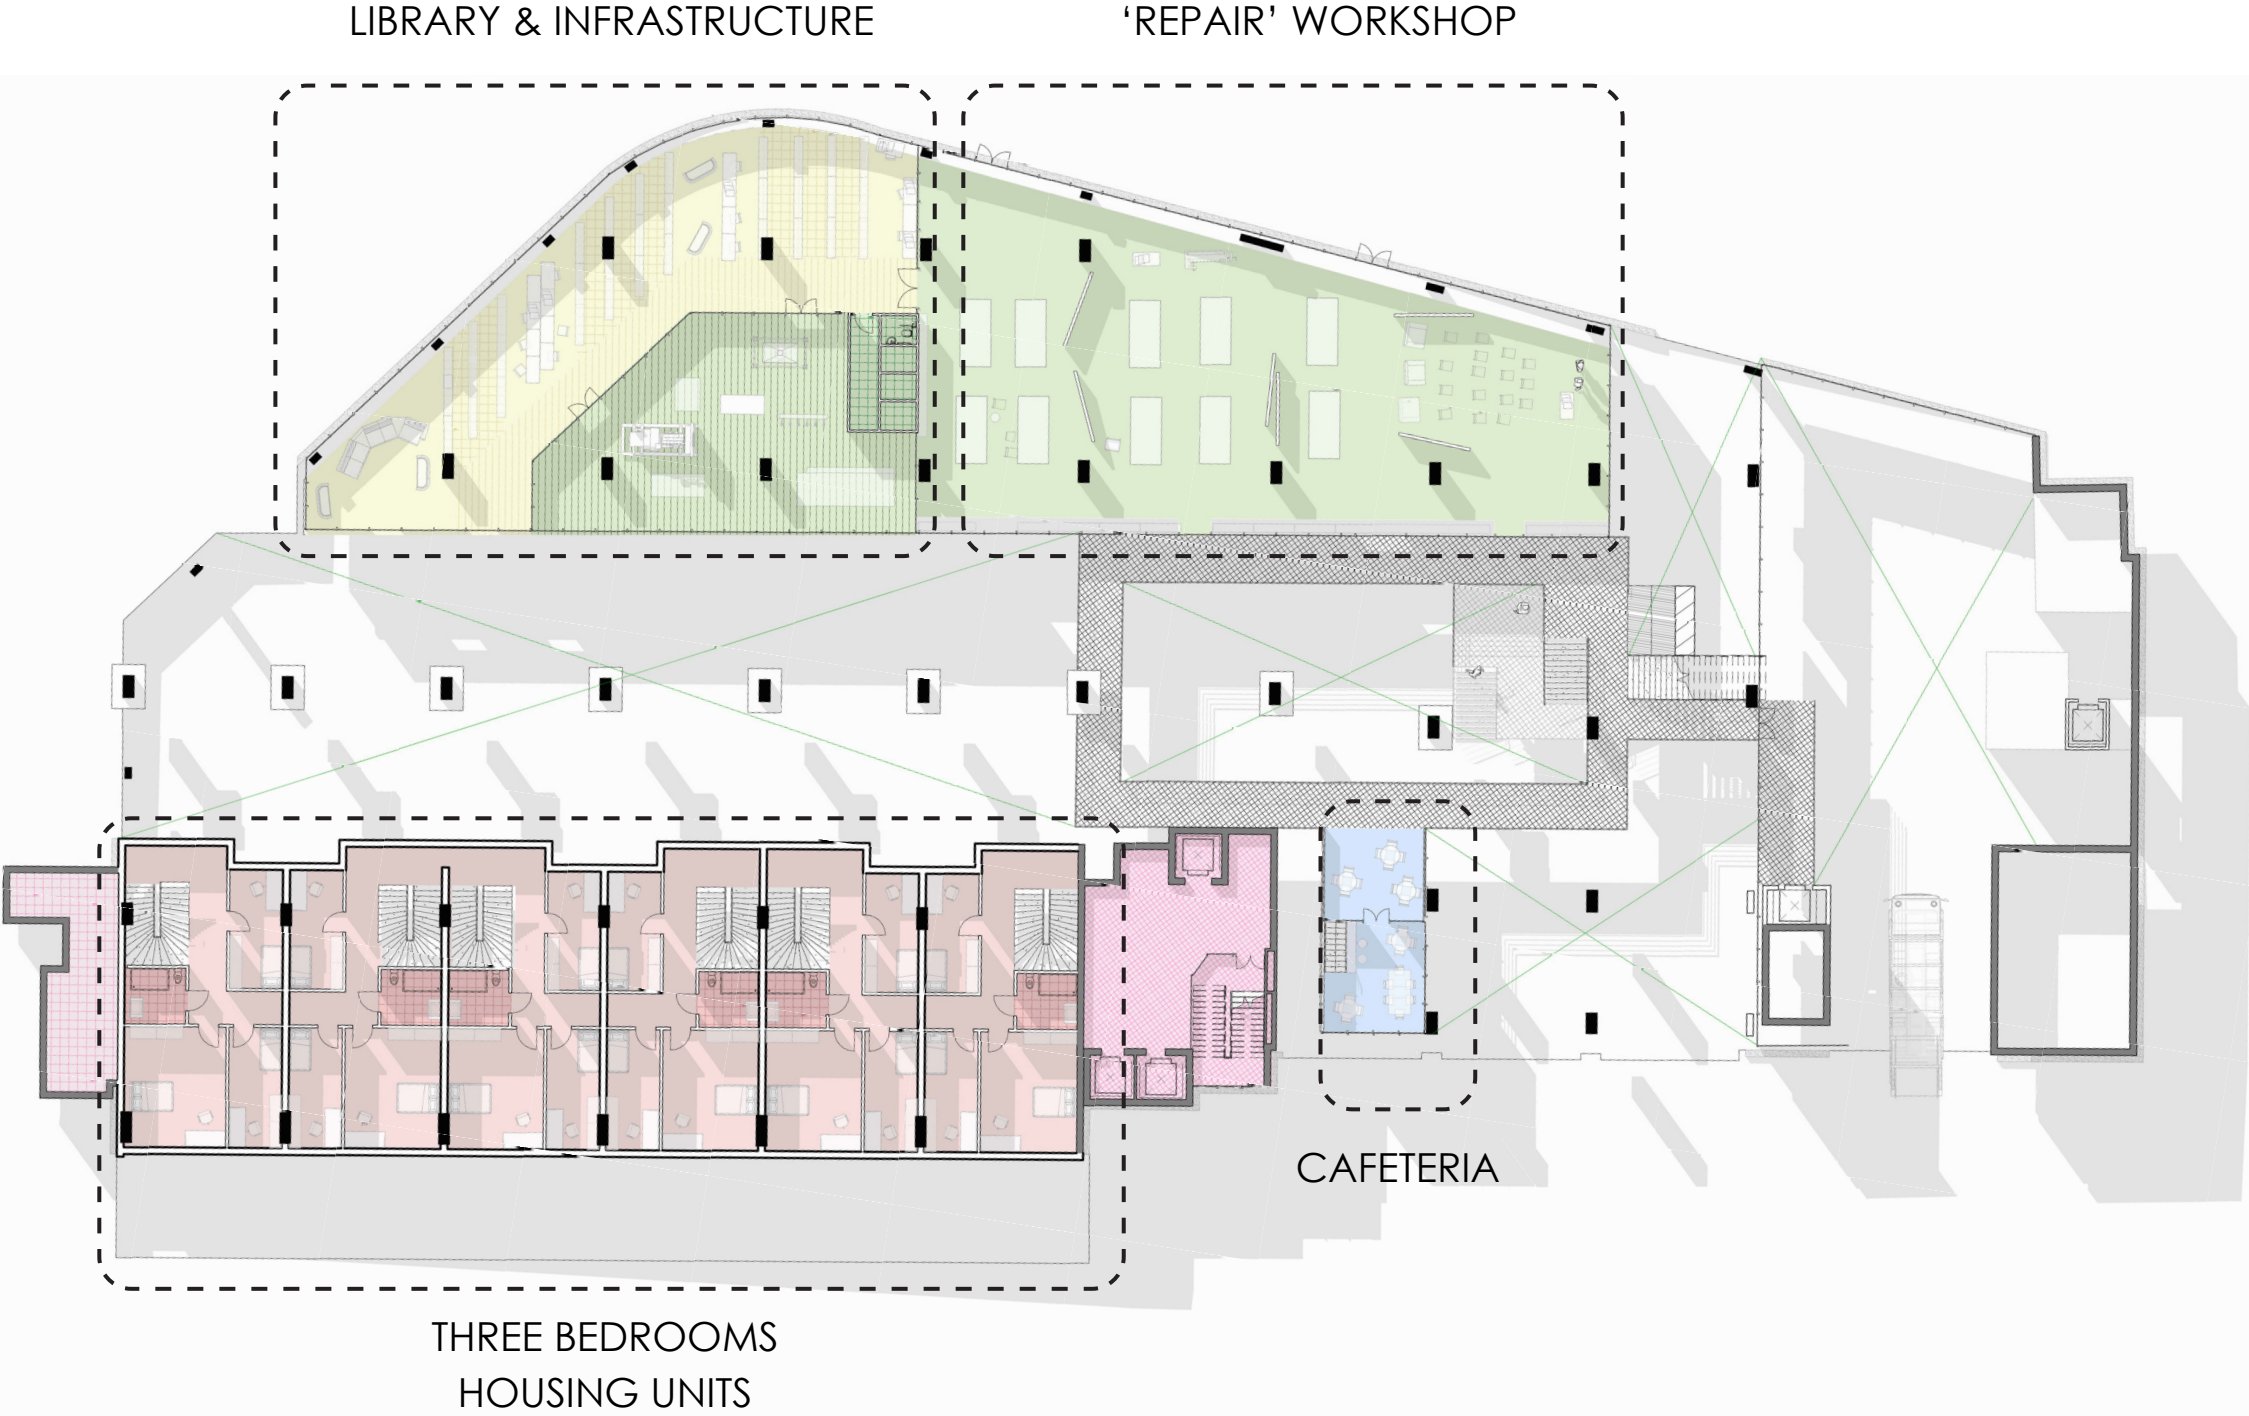 LIBRARY & INFRASTRUCTURE
‘REPAIR’ WORKSHOP
CAFETERIA
THREE BEDROOMS
HOUSING UNITS